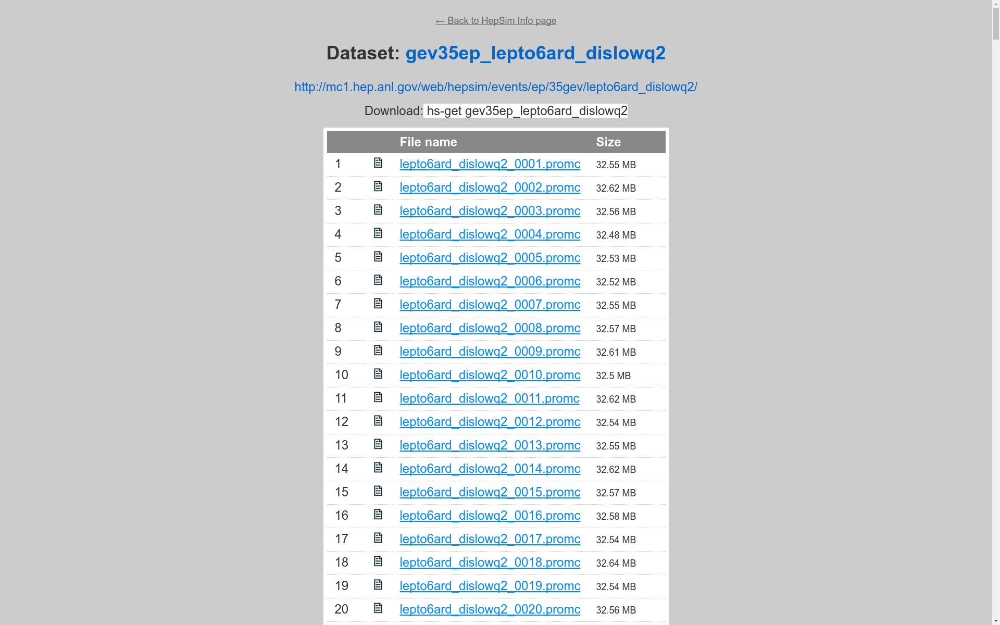 ← Back to HepSim Info page
Dataset: gev35ep_lepto6ard_dislowq2
http://mc1.hep.anl.gov/web/hepsim/events/ep/35gev/lepto6ard_dislowq2/
Download: hs-get gev35ep_lepto6ard_dislowq2
File name Size
1 lepto6ard_dislowq2_0001.promc 32.55 MB
2 lepto6ard_dislowq2_0002.promc 32.62 MB
3 lepto6ard_dislowq2_0003.promc 32.56 MB
4 lepto6ard_dislowq2_0004.promc 32.48 MB
5 lepto6ard_dislowq2_0005.promc 32.53 MB
6 lepto6ard_dislowq2_0006.promc 32.52 MB
7 lepto6ard_dislowq2_0007.promc 32.55 MB
8 lepto6ard_dislowq2_0008.promc 32.57 MB
9 lepto6ard_dislowq2_0009.promc 32.61 MB
10 lepto6ard_dislowq2_0010.promc 32.5 MB
11 lepto6ard_dislowq2_0011.promc 32.62 MB
12 lepto6ard_dislowq2_0012.promc 32.54 MB
13 lepto6ard_dislowq2_0013.promc 32.55 MB
14 lepto6ard_dislowq2_0014.promc 32.62 MB
15 lepto6ard_dislowq2_0015.promc 32.57 MB
16 lepto6ard_dislowq2_0016.promc 32.58 MB
17 lepto6ard_dislowq2_0017.promc 32.54 MB
18 lepto6ard_dislowq2_0018.promc 32.64 MB
19 lepto6ard_dislowq2_0019.promc 32.54 MB
20 lepto6ard_dislowq2_0020.promc 32.56 MB